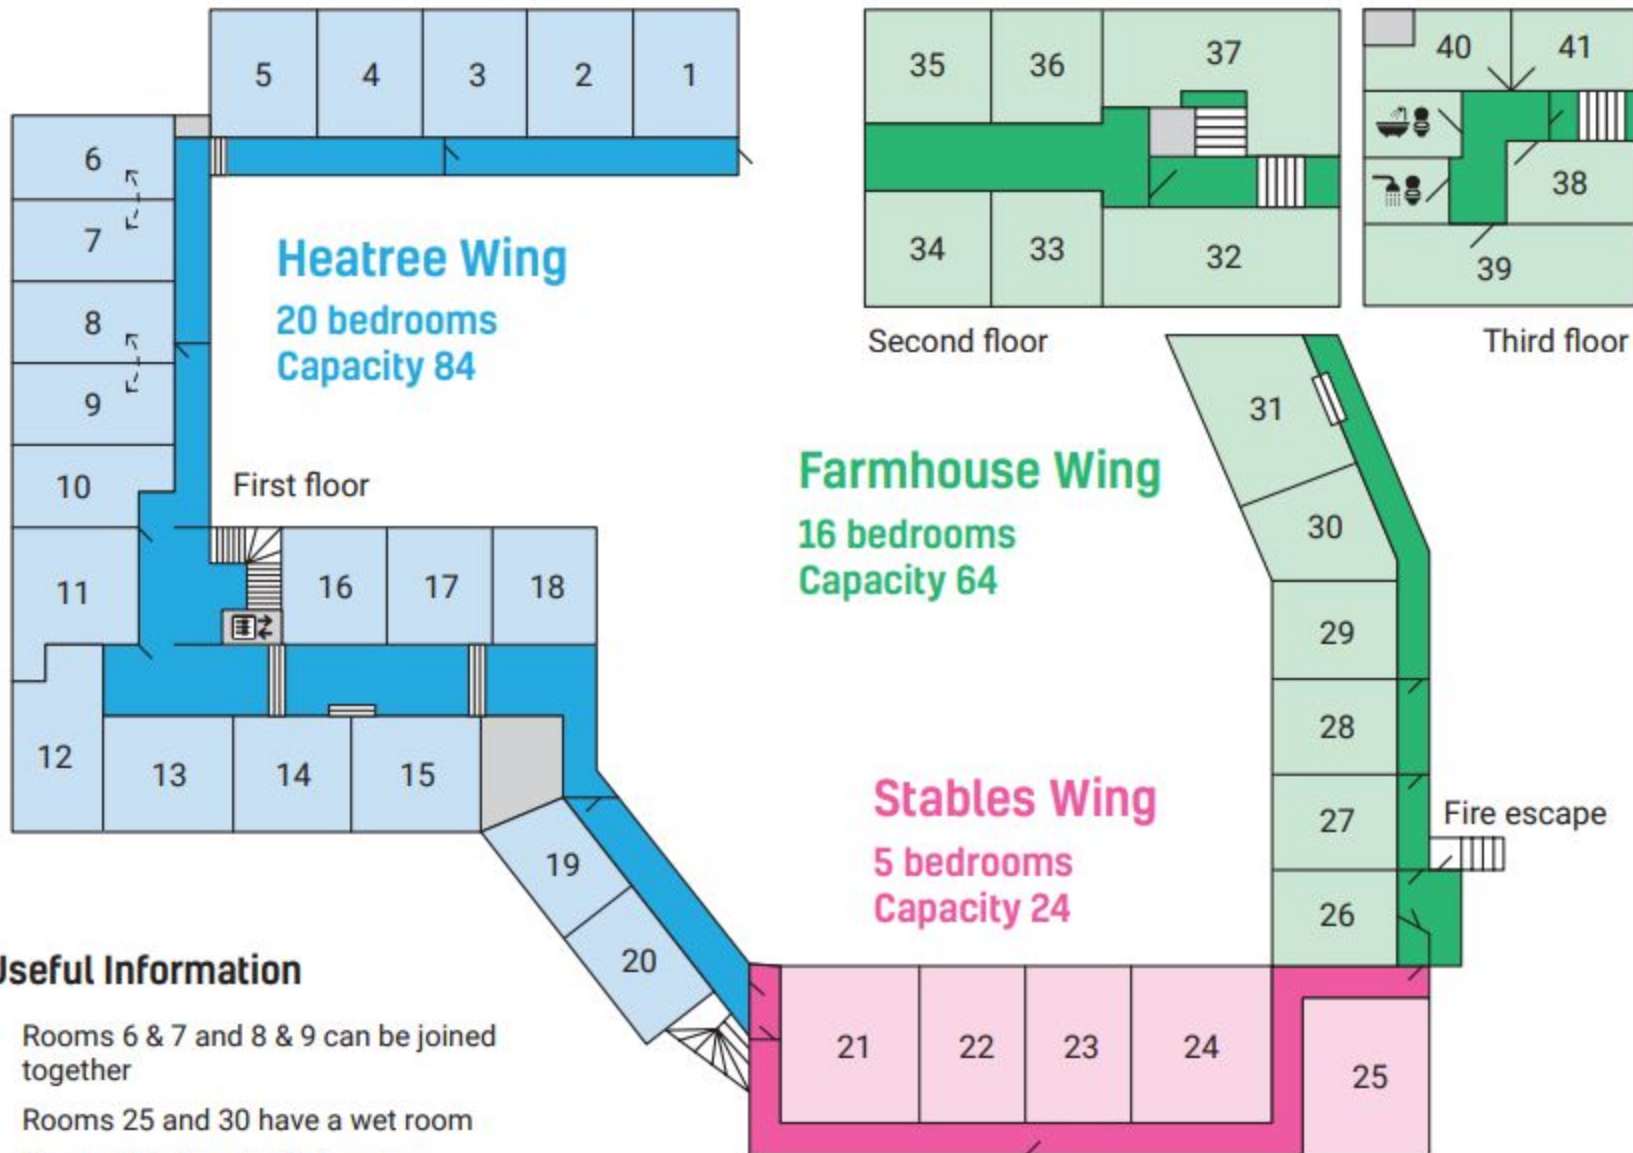 5 4 3 2 1
35 36 37
40 41
6
7
34 33 32
38
39
Second floor
Third floor
Heatree Wing
20 bedrooms
Capacity 84
8
9
10
First floor
11
16 17 18
12
13 14 15
19
20
Farmhouse Wing
16 bedrooms
Capacity 64
31
30
29
28
27
26
Fire escape
Stables Wing
5 bedrooms
Capacity 24
21 22 23 24
25
Useful Information
Rooms 6 & 7 and 8 & 9 can be joined
together
Rooms 25 and 30 have a wet room